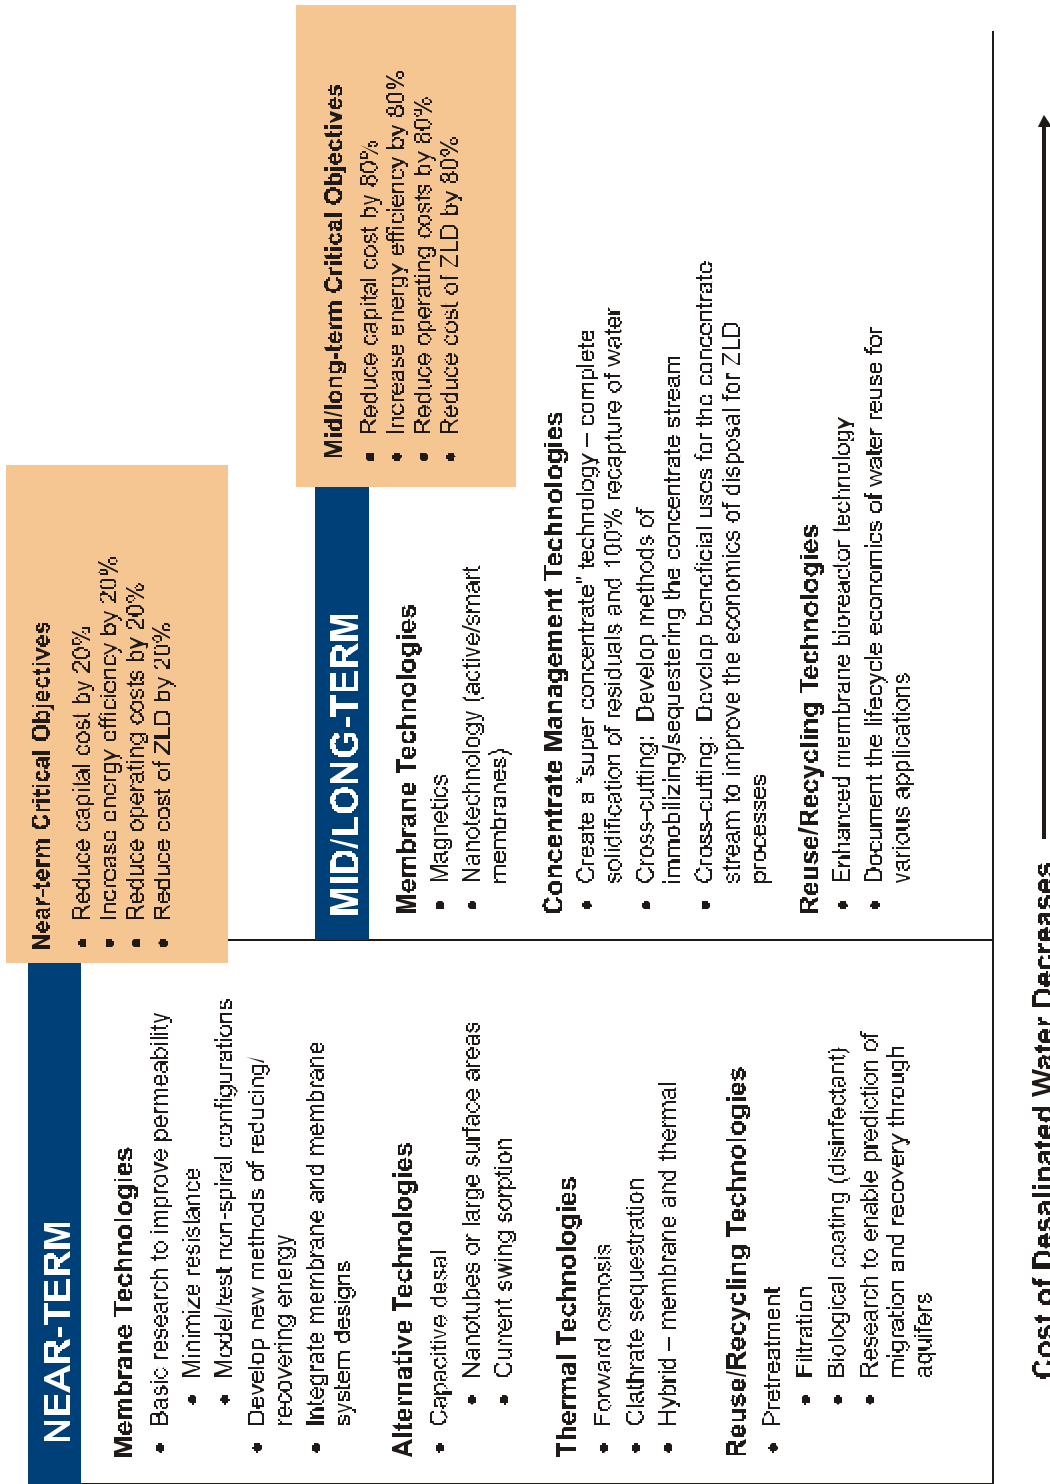 NEAR-TERM
Near-term Critical Objectives
• Reduce capital cost by 20%
• Increase energy efficiency by 20%
• Reduce operating costs by 20%
• Reduce cost of ZLD by 20%
Membrane Technologies
• Basic research to improve permeability
• Minimize resistance
• Model/test non-spiral configurations
• Develop new methods of reducing/
recovering energy
• Integrate membrane and membrane
system designs
Alternative Technologies
• Capacitive desal
• Nanotubes or large surface areas
• Current swing sorption
Thermal Technologies
• Forward osmosis
• Clathrate sequestration
• Hybrid – membrane and thermal
Reuse/Recycling Technologies
• Pretreatment
• Filtration
• Biological coating (disinfectant)
• Research to enable prediction of
migration and recovery through
aquifers
MID/LONG-TERM
Mid/long-term Critical Objectives
• Reduce capital cost by 80%
• Increase energy efficiency by 80%
• Reduce operating costs by 80%
• Reduce cost of ZLD by 80%
Membrane Technologies
• Magnetics
• Nanotechnology (active/smart
membranes)
Concentrate Management Technologies
• Create a "super concentrate" technology – complete
solidification of residuals and 100% recapture of water
• Cross-cutting: Develop methods of
immobilizing/sequestering the concentrate stream
• Cross-cutting: Develop beneficial uses for the concentrate
stream to improve the economics of disposal for ZLD
processes
Reuse/Recycling Technologies
• Enhanced membrane bioreactor technology
• Document the lifecycle economics of water reuse for
various applications
Cost of Desalinated Water Decreases